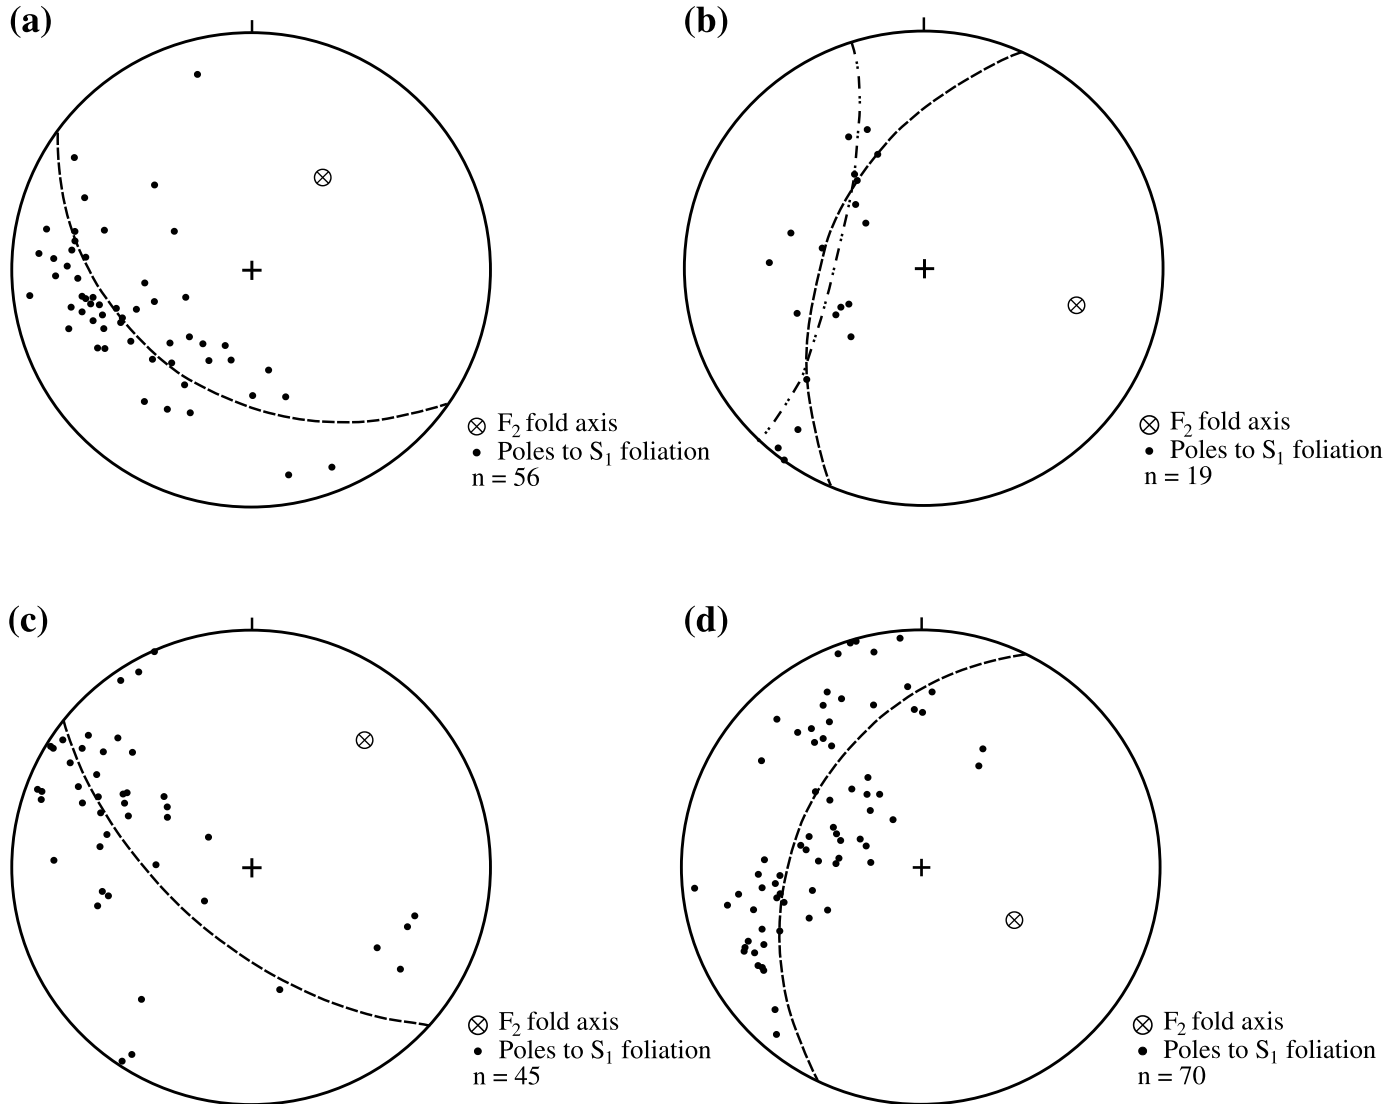 (a)
F2 fold axis
Poles to S1 foliation
n = 56
(b)
F2 fold axis
Poles to S1 foliation
n = 19
(c)
F2 fold axis
Poles to S1 foliation
n = 45
(d)
F2 fold axis
Poles to S1 foliation
n = 70